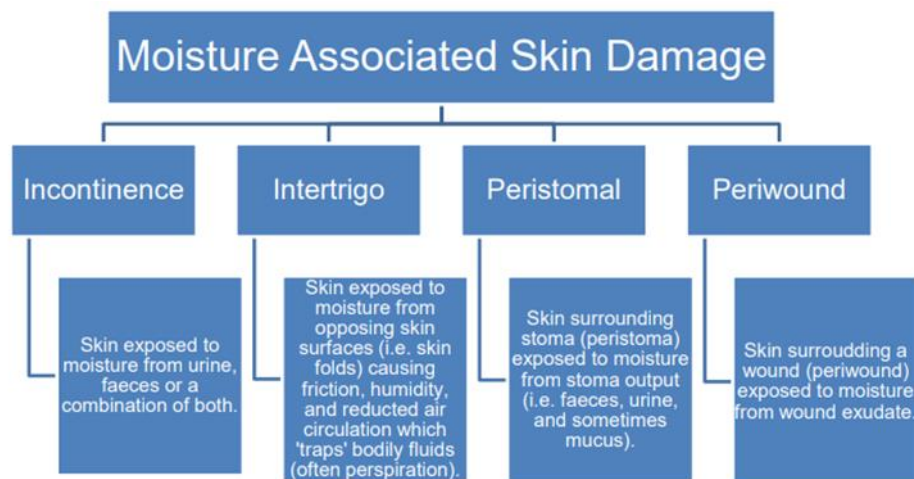 Moisture Associated Skin Damage
Incontinence
Intertrigo
Peristomal
Periwound
Skin exposed to
moisture from urine,
faeces or a
combination of both.
Skin exposed to
moisture from
opposing skin
surfaces (i.e. skin
folds) causing
friction, humidity,
and reducted air
circulation which
'traps' bodily fluids
(often perspiration).
Skin surrounding
stoma (peristoma)
exposed to moisture
from stoma output
(i.e. faeces, urine,
and sometimes
mucus).
Skin surroudding a
wound (periwound)
exposed to moisture
from wound exudate.